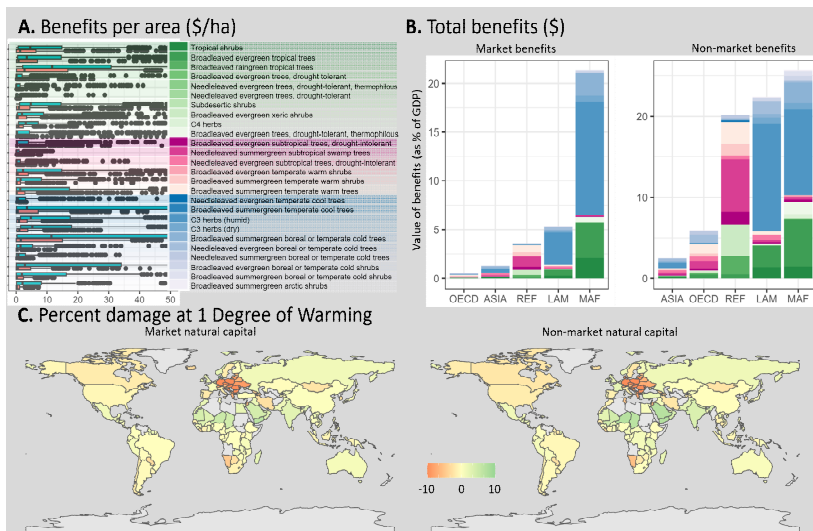 A. Benefits per area ($/ha)
Tropical shrubs
Broadleaved evergreen tropical trees
Broadleaved raingreen tropical trees
Broadleaved evergreen trees, drought tolerant
Needleleaved evergreen trees, drought-tolerant, thermophilous
Needleleaved evergreen trees, drought-tolerant
Subdesertic shrubs
Broadleaved evergreen xeric shrubs
C4 herbs
Broadleaved evergreen trees, drought-tolerant, thermophilous
Broadleaved evergreen subtropical trees, drought-intolerant
Needleleaved summergreen subtropical swamp trees
Needleleaved evergreen subtropical trees, drought-intolerant
Broadleaved evergreen temperate warm shrubs
Broadleaved summergreen temperate warm shrubs
Broadleaved summergreen temperate warm trees
Needleleaved evergreen temperate cool trees
Broadleaved summergreen temperate cool trees
C3 herbs (humid)
C3 herbs (dry)
Broadleaved summergreen boreal or temperate cold trees
Needleleaved evergreen boreal or temperate cold trees
Needleleaved summergreen boreal or temperate cold trees
Broadleaved evergreen boreal or temperate cold shrubs
Broadleaved summergreen boreal or temperate cold shrubs
Broadleaved summergreen arctic shrubs
0 10 20 30 40 50
B. Total benefits ($)
Market benefits
Non-market benefits
Value of benefits (as % of GDP)
20
15
10
5
0
OECD ASIA REF LAM MAF
20
10
0
ASIA OECD REF LAM MAF
C. Percent damage at 1 Degree of Warming
Market natural capital
Non-market natural capital
-10 0 10